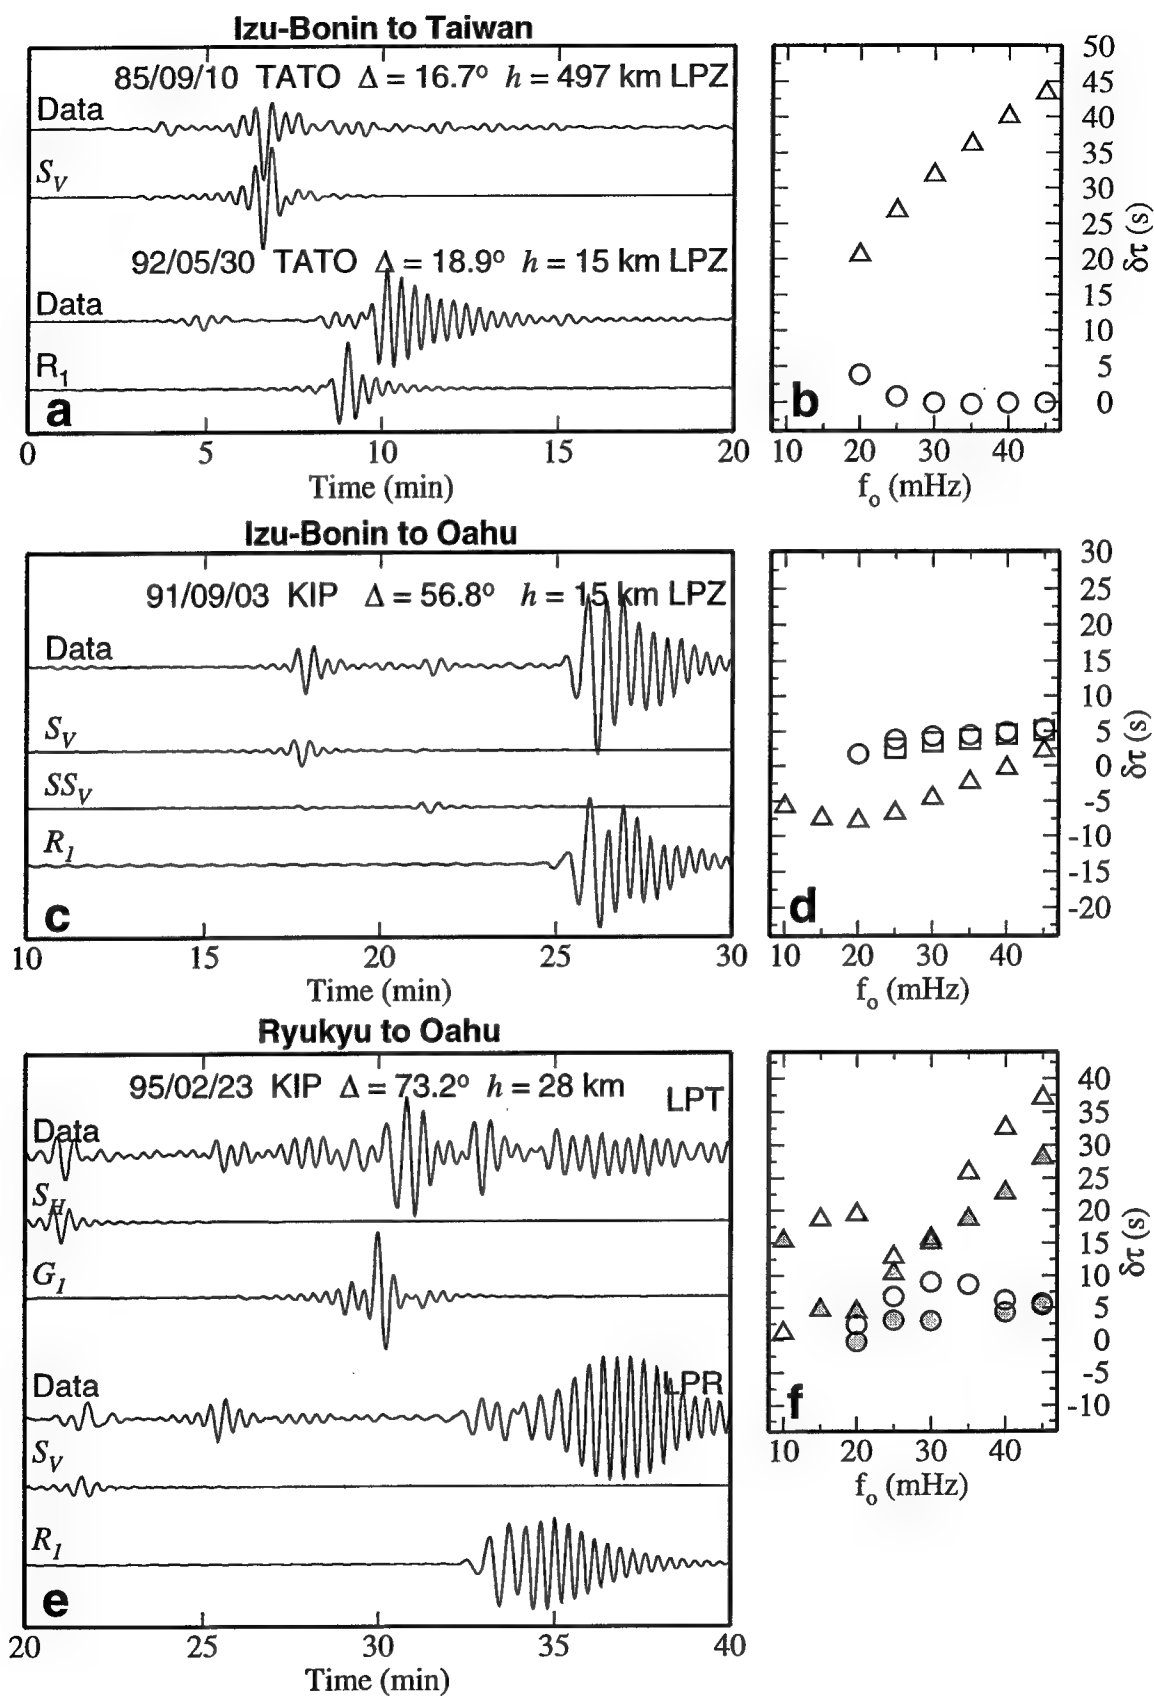 Izu-Bonin to Taiwan
85/09/10 TATO Δ = 16.7° h = 497 km LPZ
Data
S_V
92/05/30 TATO Δ = 18.9° h = 15 km LPZ
Data
R_1
a
0 5 10 15 20
Time (min)
50
45
40
35
30
25
20
15
10
5
0
δτ (s)
b
10 20 30 40
f_o (mHz)
Izu-Bonin to Oahu
91/09/03 KIP Δ = 56.8° h = 15 km LPZ
Data
S_V
SS_V
R_1
c
10 15 20 25 30
Time (min)
30
25
20
15
10
5
0
-5
-10
-15
-20
δτ (s)
d
10 20 30 40
f_o (mHz)
Ryukyu to Oahu
95/02/23 KIP Δ = 73.2° h = 28 km
LPT
Data
S_H
G_1
Data
LPR
S_V
R_1
e
20 25 30 35 40
Time (min)
40
35
30
25
20
15
10
5
0
-5
-10
δτ (s)
f
10 20 30 40
f_o (mHz)